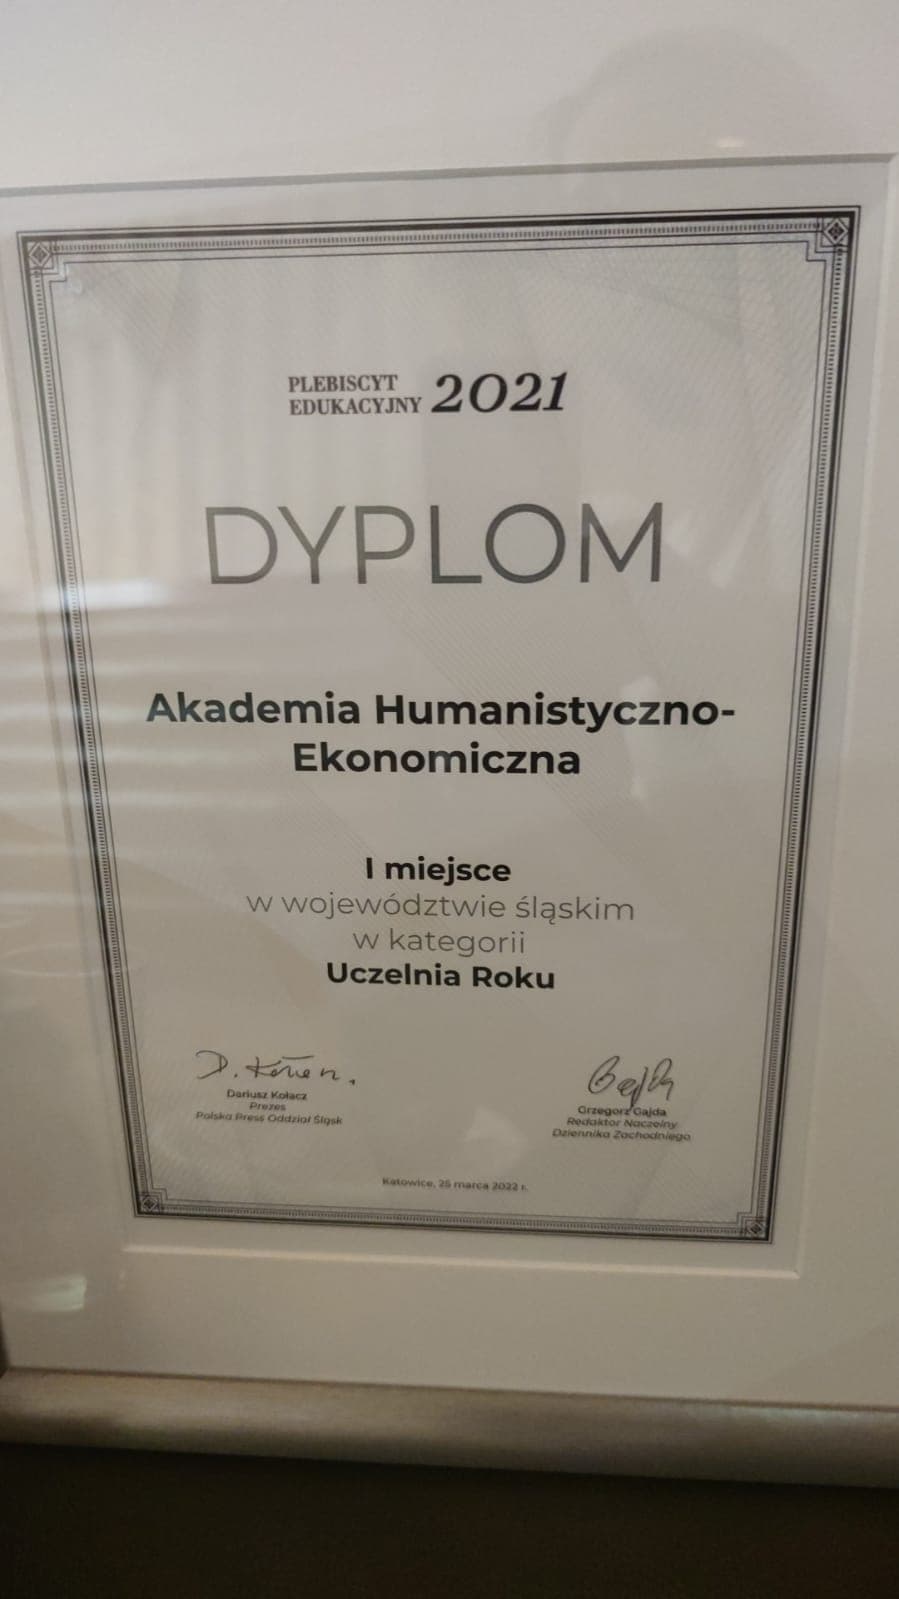 PLEBISCYT
EDUKACYJNY 2021
DYPLOM
Akademia Humanistyczno-
Ekonomiczna
I miejsce
w województwie śląskim
w kategorii
Uczelnia Roku
Dariusz Kołacz
Prezes
Polska Press Oddział Śląsk
Grzegorz Gajda
Redaktor Naczelny
Dziennika Zachodniego
Katowice, 25 marca 2022 r.